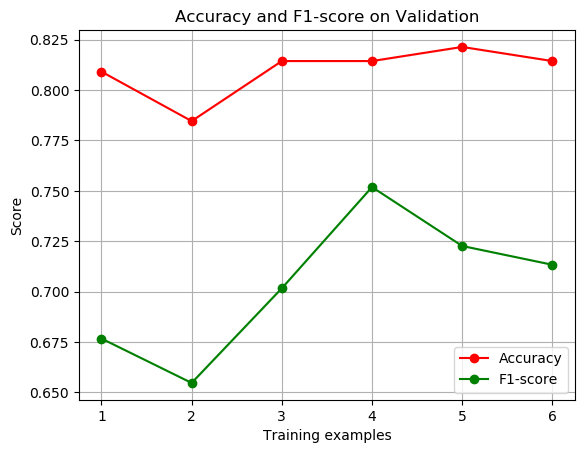 Accuracy and F1-score on Validation
0.825
0.800
0.775
0.750
0.725
0.700
0.675
0.650
Score
1 2 3 4 5 6
Training examples
Accuracy
F1-score